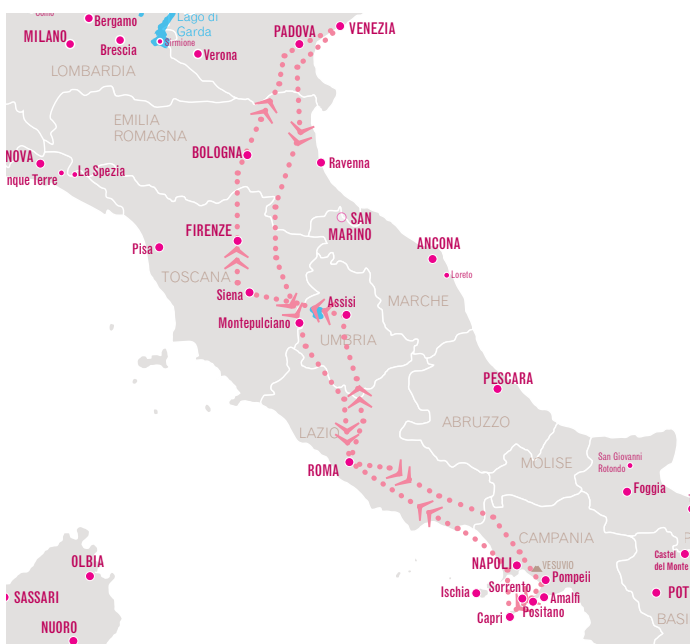 Bergamo
Lago di
Garda
MILANO
Brescia
Sirmione
Verona
PADOVA
VENEZIA
LOMBARDIA
EMILIA
ROMAGNA
BOLOGNA
NOVA
nque Terre
La Spezia
Ravenna
FIRENZE
SAN
MARINO
Pisa
ANCONA
Loreto
TOSCANA
Siena
MARCHE
Assisi
Montepulciano
UMBRIA
PESCARA
ABRUZZO
LAZIO
ROMA
MOLISE
San Giovanni
Rotondo
Foggia
CAMPANIA
NAPOLI
VESUVIO
Castel
del Monte
OLBIA
Pompeii
Sorrento
Ischia
Amalfi
Positano
Capri
POT
BASI
SASSARI
NUORO